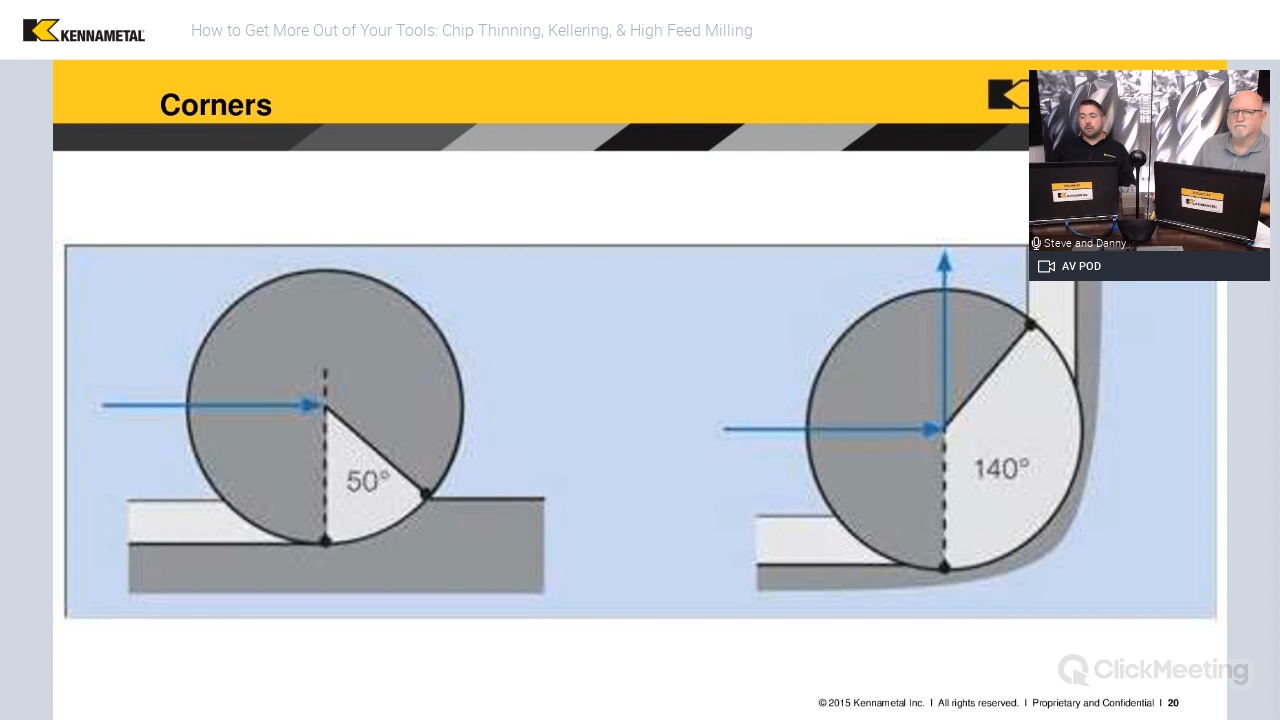 KENNAMETAL
How to Get More Out of Your Tools: Chip Thinning, Kellering, & High Feed Milling
Corners
Steve and Danny...
AV POD
50°
140°
ClickMeeting
© 2015 Kennametal Inc. I All rights reserved. I Proprietary and Confidential I 20